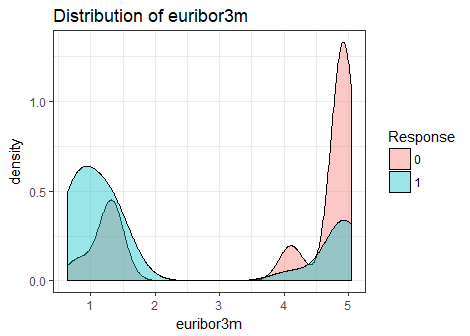 Distribution of euribor3m
density
1.0
0.5
0.0
1 2 3 4 5
euribor3m
Response
0
1